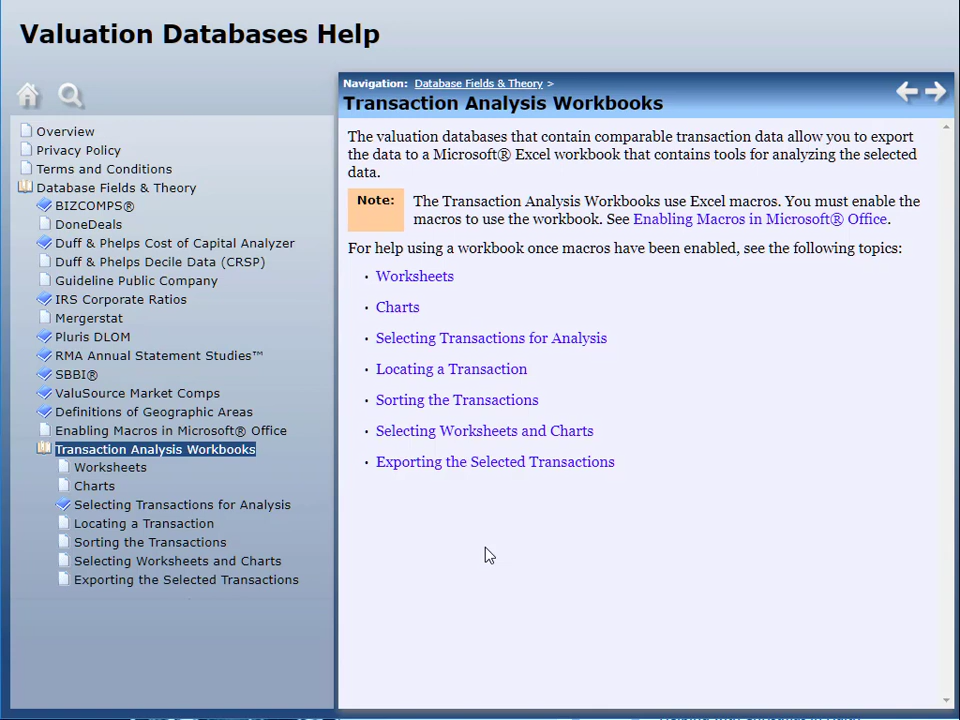 Valuation Databases Help
Overview
Privacy Policy
Terms and Conditions
Database Fields & Theory
BIZCOMPS®
DoneDeals
Duff & Phelps Cost of Capital Analyzer
Duff & Phelps Decile Data (CRSP)
Guideline Public Company
IRS Corporate Ratios
Mergerstat
Pluris DLOM
RMA Annual Statement Studies™
SBBI®
ValuSource Market Comps
Definitions of Geographic Areas
Enabling Macros in Microsoft® Office
Transaction Analysis Workbooks
Worksheets
Charts
Selecting Transactions for Analysis
Locating a Transaction
Sorting the Transactions
Selecting Worksheets and Charts
Exporting the Selected Transactions
Navigation: Database Fields & Theory >
Transaction Analysis Workbooks
The valuation databases that contain comparable transaction data allow you to export
the data to a Microsoft® Excel workbook that contains tools for analyzing the selected
data.
Note: The Transaction Analysis Workbooks use Excel macros. You must enable the
macros to use the workbook. See Enabling Macros in Microsoft® Office.
For help using a workbook once macros have been enabled, see the following topics:
· Worksheets
· Charts
· Selecting Transactions for Analysis
· Locating a Transaction
· Sorting the Transactions
· Selecting Worksheets and Charts
· Exporting the Selected Transactions